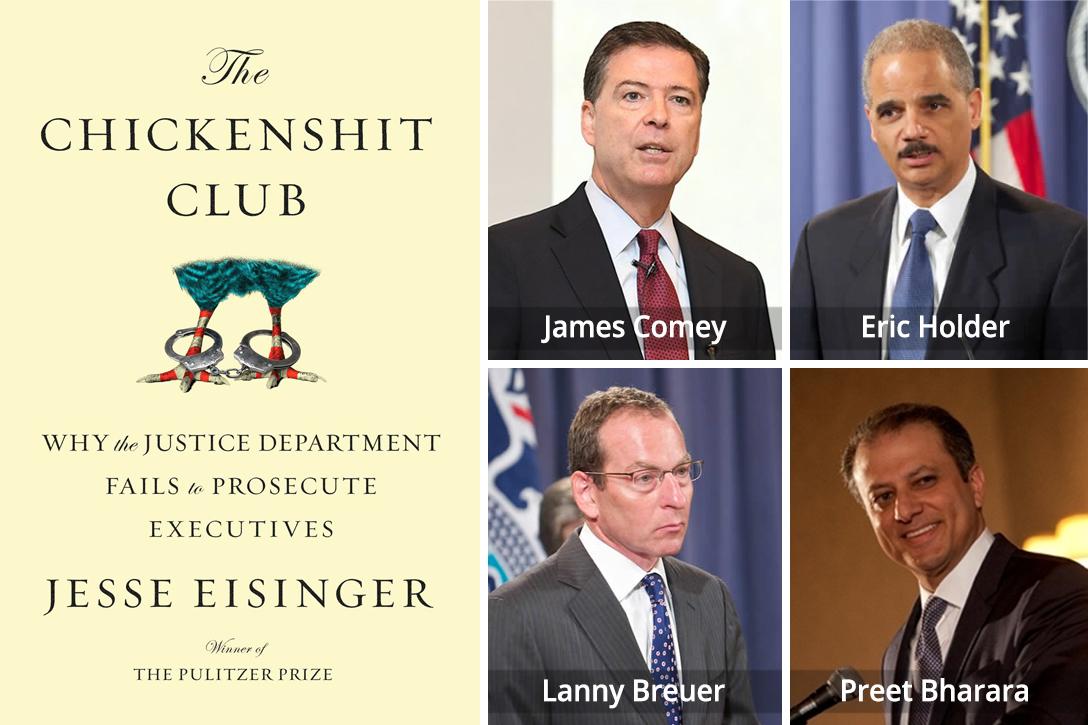 The
CHICKENSHIT
CLUB
WHY the JUSTICE DEPARTMENT
FAILS to PROSECUTE
EXECUTIVES
JESSE EISINGER
Winner of
THE PULITZER PRIZE
James Comey
Eric Holder
Lanny Breuer
Preet Bharara